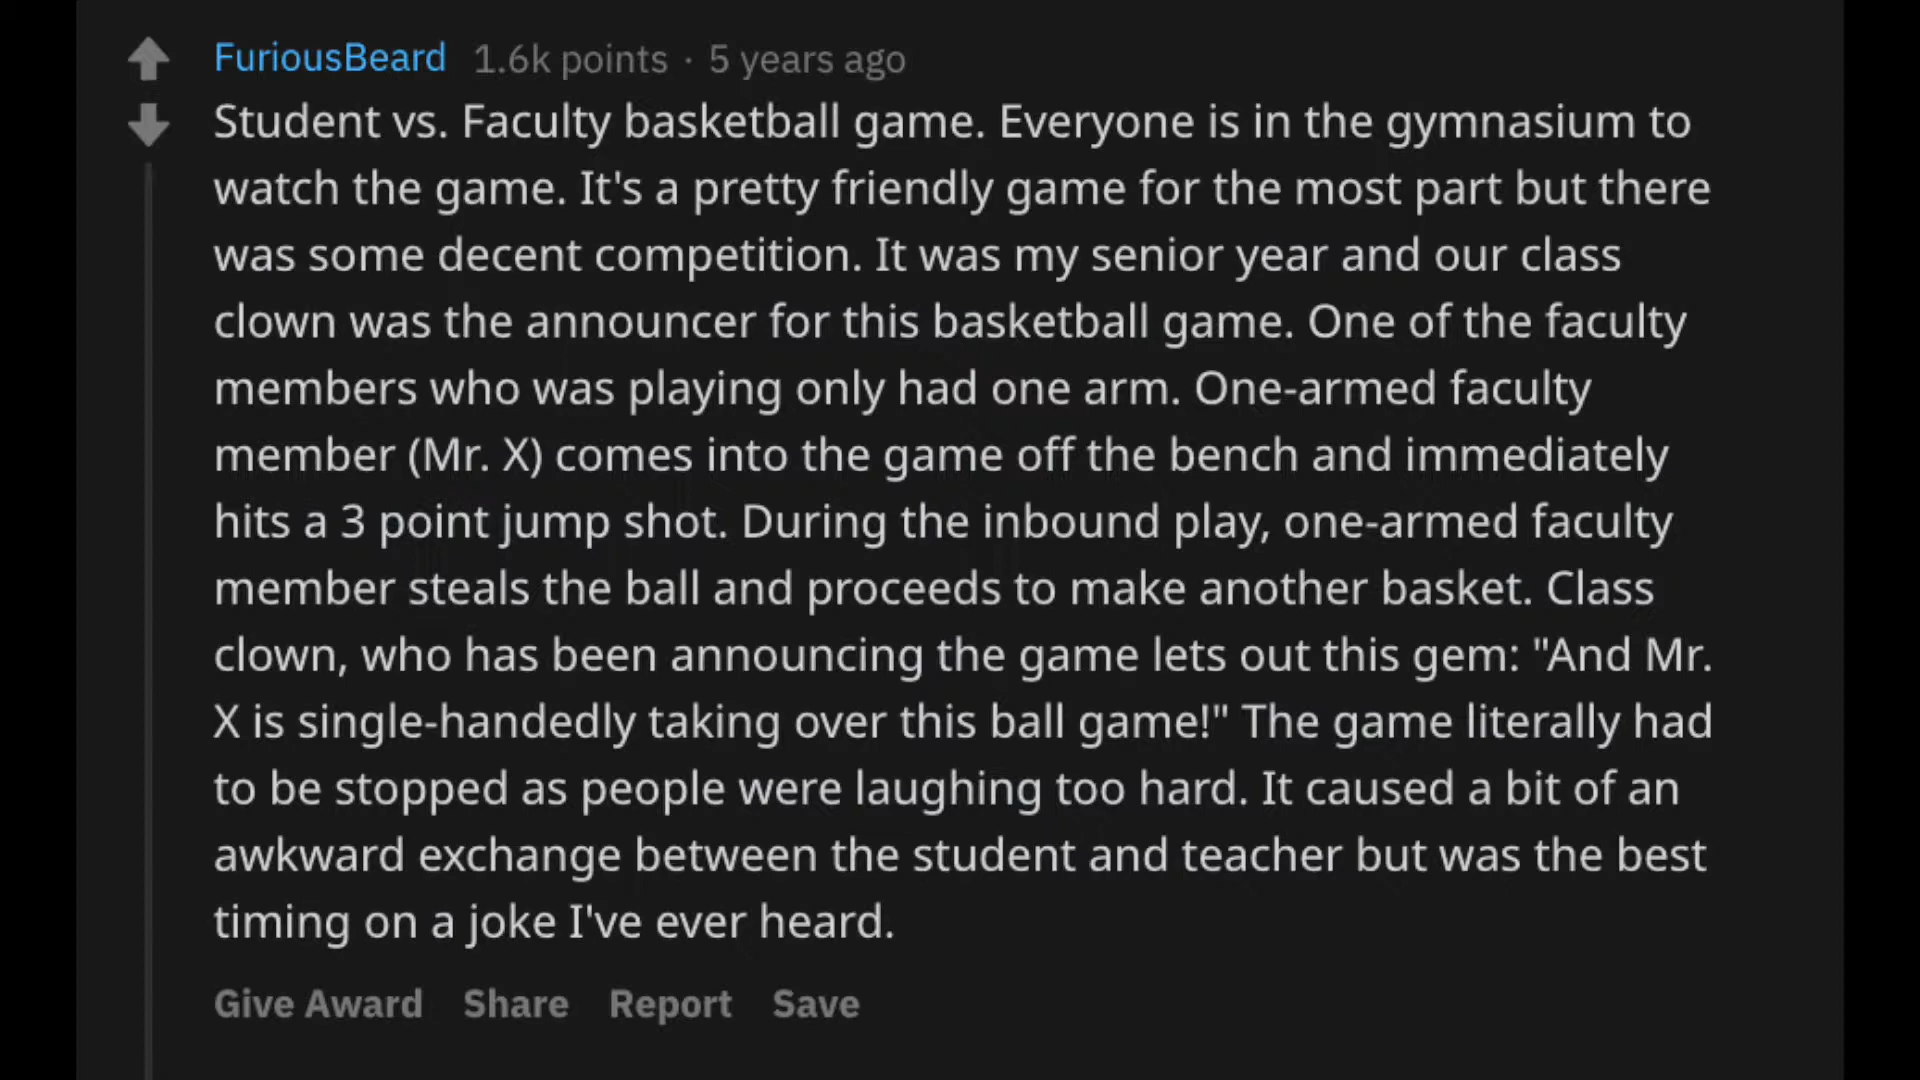 FuriousBeard 1.6k points · 5 years ago
Student vs. Faculty basketball game. Everyone is in the gymnasium to
watch the game. It's a pretty friendly game for the most part but there
was some decent competition. It was my senior year and our class
clown was the announcer for this basketball game. One of the faculty
members who was playing only had one arm. One-armed faculty
member (Mr. X) comes into the game off the bench and immediately
hits a 3 point jump shot. During the inbound play, one-armed faculty
member steals the ball and proceeds to make another basket. Class
clown, who has been announcing the game lets out this gem: "And Mr.
X is single-handedly taking over this ball game!" The game literally had
to be stopped as people were laughing too hard. It caused a bit of an
awkward exchange between the student and teacher but was the best
timing on a joke I've ever heard.
Give Award Share Report Save